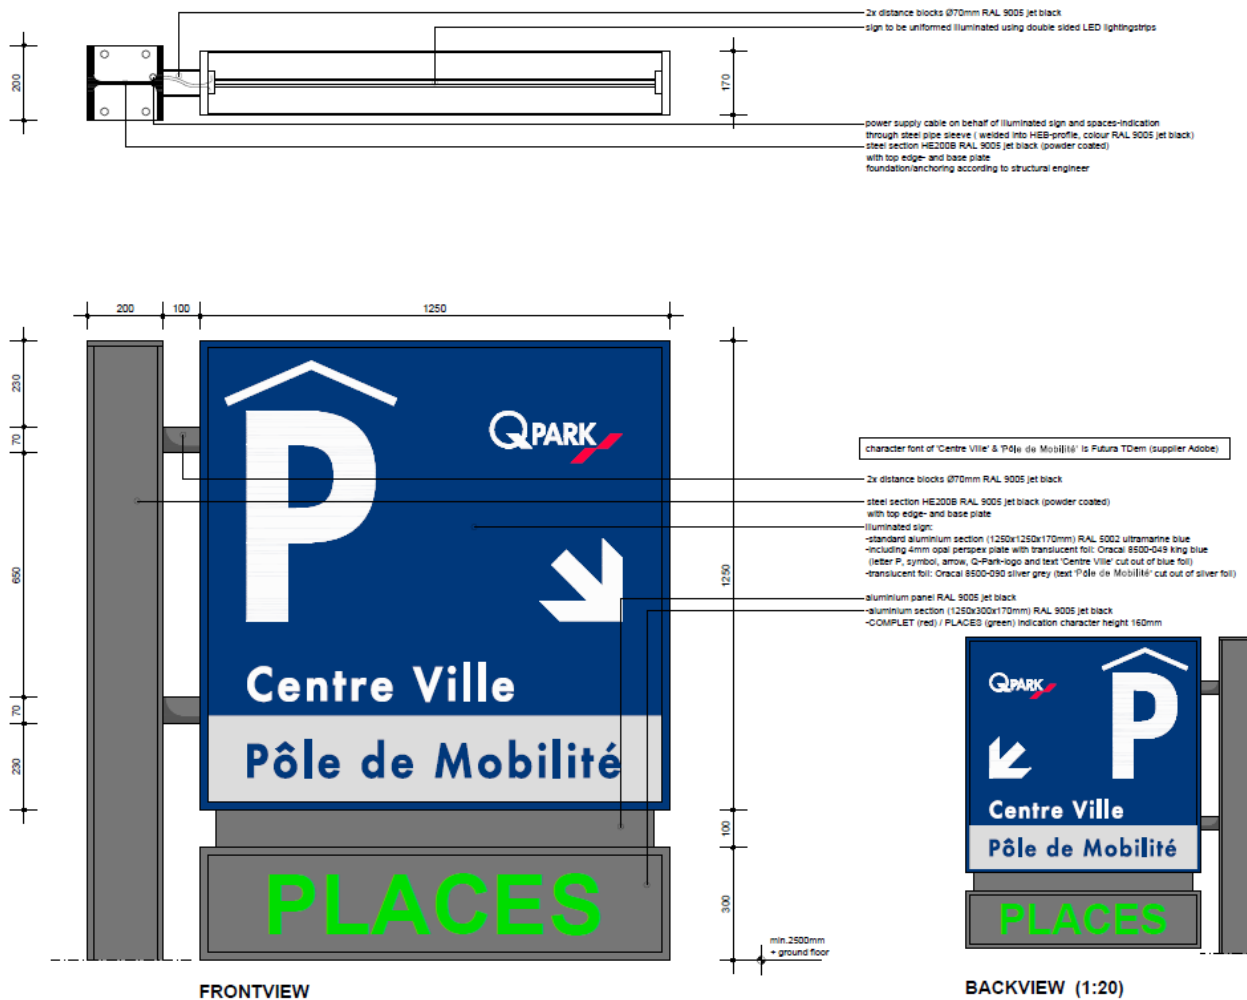 2x distance blocks Ø70mm RAL 9005 jet black
sign to be uniformed illuminated using double sided LED lightingstrips
200
170
power supply cable on behalf of illuminated sign and spaces-indication
through steel pipe sleeve ( welded into HEB-profile, colour RAL 9005 jet black)
steel section HE200B RAL 9005 jet black (powder coated)
with top edge- and base plate
foundation/anchoring according to structural engineer
200
100
1250
230
70
650
70
230
P
QPARK
Centre Ville
Pôle de Mobilité
PLACES
1250
100
300
min.2500mm
+ ground floor
FRONTVIEW
character font of 'Centre Ville' & 'Pôle de Mobilité' is Futura TDem (supplier Adobe)
2x distance blocks Ø70mm RAL 9005 jet black
steel section HE200B RAL 9005 jet black (powder coated)
with top edge- and base plate
illuminated sign:
-standard aluminium section (1250x1250x170mm) RAL 5002 ultramarine blue
-including 4mm opal perspex plate with translucent foil: Oracal 8500-049 king blue
(letter P, symbol, arrow, Q-Park-logo and text 'Centre Ville' cut out of blue foil)
-translucent foil: Oracal 8500-090 silver grey (text 'Pôle de Mobilité' cut out of silver foil)
aluminium panel RAL 9005 jet black
-aluminium section (1250x300x170mm) RAL 9005 jet black
-COMPLET (red) / PLACES (green) indication character height 160mm
QPARK
P
Centre Ville
Pôle de Mobilité
PLACES
BACKVIEW (1:20)